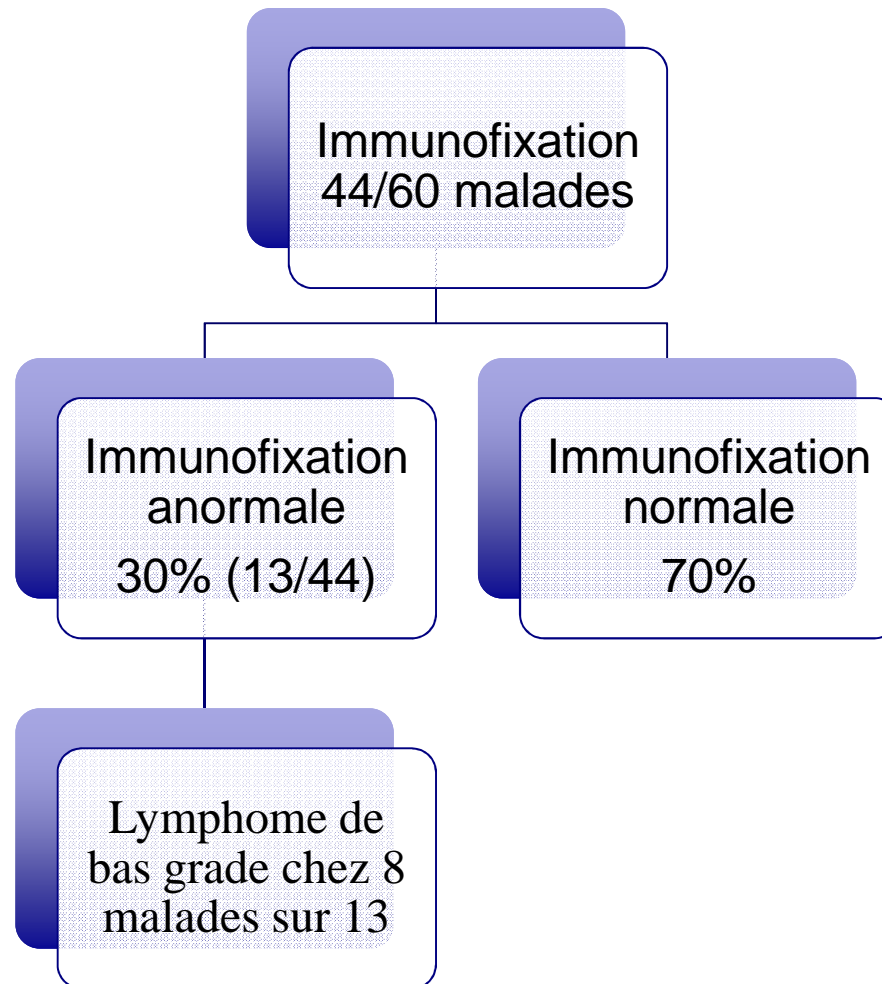 Immunofixation
44/60 malades
Immunofixation
anormale
30% (13/44)
Immunofixation
normale
70%
Lymphome de
bas grade chez 8
malades sur 13